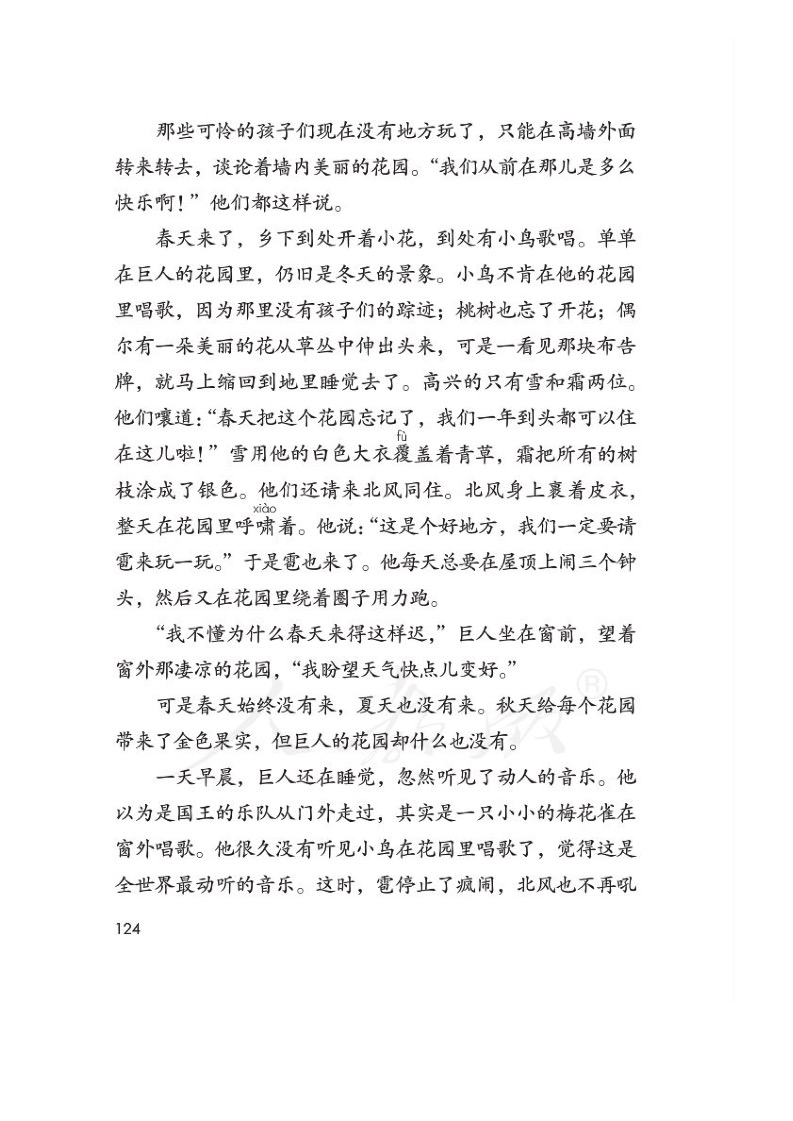 那些可怜的孩子们现在没有地方玩了，只能在高墙外面
转来转去，谈论着墙内美丽的花园。“我们从前在那儿是多么
快乐啊！”他们都这样说。
春天来了，乡下到处开着小花，到处有小鸟歌唱。单单
在巨人的花园里，仍旧是冬天的景象。小鸟不肯在他的花园
里唱歌，因为那里没有孩子们的踪迹；桃树也忘了开花；偶
尔有一朵美丽的花从草丛中伸出头来，可是一看见那块布告
牌，就马上缩回到地里睡觉去了。高兴的只有雪和霜两位。
他们嚷道：“春天把这个花园忘记了，我们一年到头都可以住
fù
在这儿啦！”雪用他的白色大衣覆盖着青草，霜把所有的树
枝涂成了银色。他们还请来北风同住。北风身上裹着皮衣，
xiào
整天在花园里呼啸着。他说：“这是个好地方，我们一定要请
雹来玩一玩。”于是雹也来了。他每天总要在屋顶上闹三个钟
头，然后又在花园里绕着圈子用力跑。
“我不懂为什么春天来得这样迟，”巨人坐在窗前，望着
窗外那凄凉的花园，“我盼望天气快点儿变好。”
可是春天始终没有来，夏天也没有来。秋天给每个花园
带来了金色果实，但巨人的花园却什么也没有。
一天早晨，巨人还在睡觉，忽然听见了动人的音乐。他
以为是国王的乐队从门外走过，其实是一只小小的梅花雀在
窗外唱歌。他很久没有听见小鸟在花园里唱歌了，觉得这是
全世界最动听的音乐。这时，雹停止了疯闹，北风也不再吼
124
人教版®